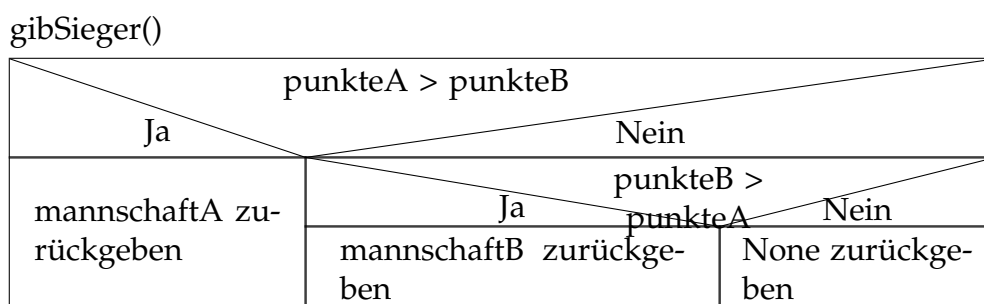 gibSieger()
punkteA > punkteB
Ja
Nein
mannschaftA zu-
rückgeben
punkteB >
punkteA
Ja
Nein
mannschaftB zurückge-
ben
None zurückge-
ben